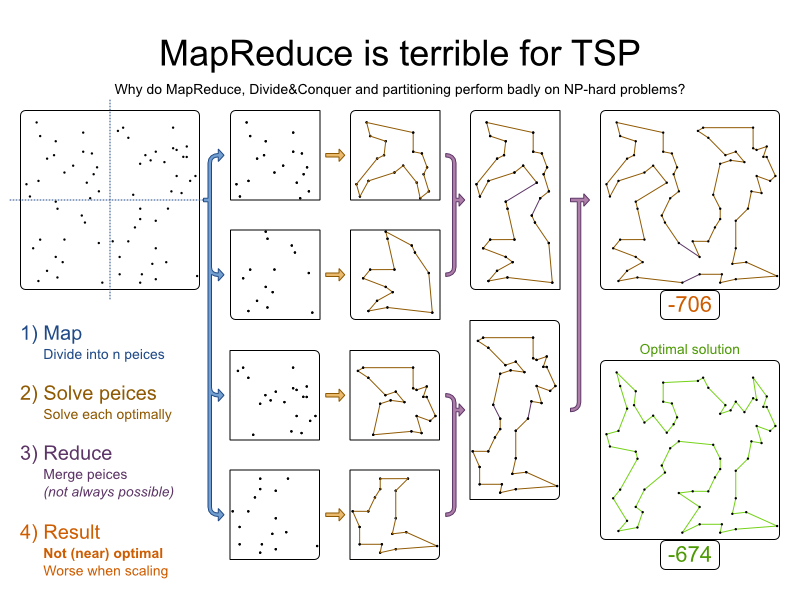 MapReduce is terrible for TSP
Why do MapReduce, Divide&Conquer and partitioning perform badly on NP-hard problems?
-706
1) Map
Divide into n peices
Optimal solution
2) Solve peices
Solve each optimally
3) Reduce
Merge peices
(not always possible)
4) Result
Not (near) optimal
Worse when scaling
-674